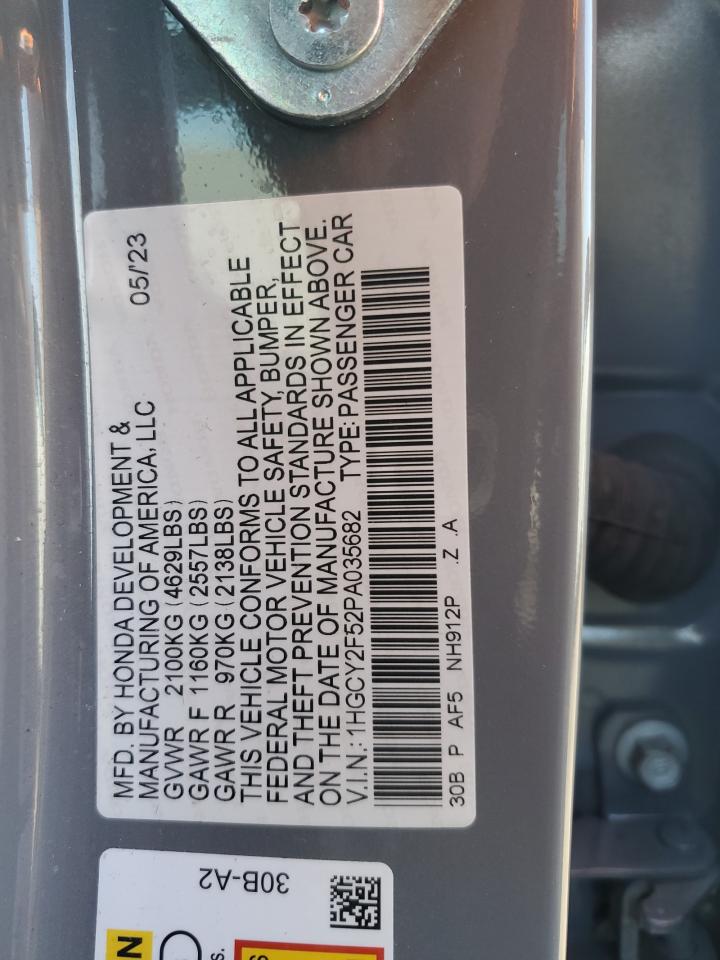 MFD. BY HONDA DEVELOPMENT & 05/'23
MANUFACTURING OF AMERICA, LLC
GVWR 2100KG (4629LBS)
GAWR F 1160KG (2557LBS)
GAWR R 970KG (2138LBS)
THIS VEHICLE CONFORMS TO ALL APPLICABLE
FEDERAL MOTOR VEHICLE SAFETY, BUMPER,
AND THEFT PREVENTION STANDARDS IN EFFECT
ON THE DATE OF MANUFACTURE SHOWN ABOVE.
V.I.N.: 1HGCY2F52PA035682 TYPE: PASSENGER CAR
30B P AF5 NH912P .Z .A
30B-A2